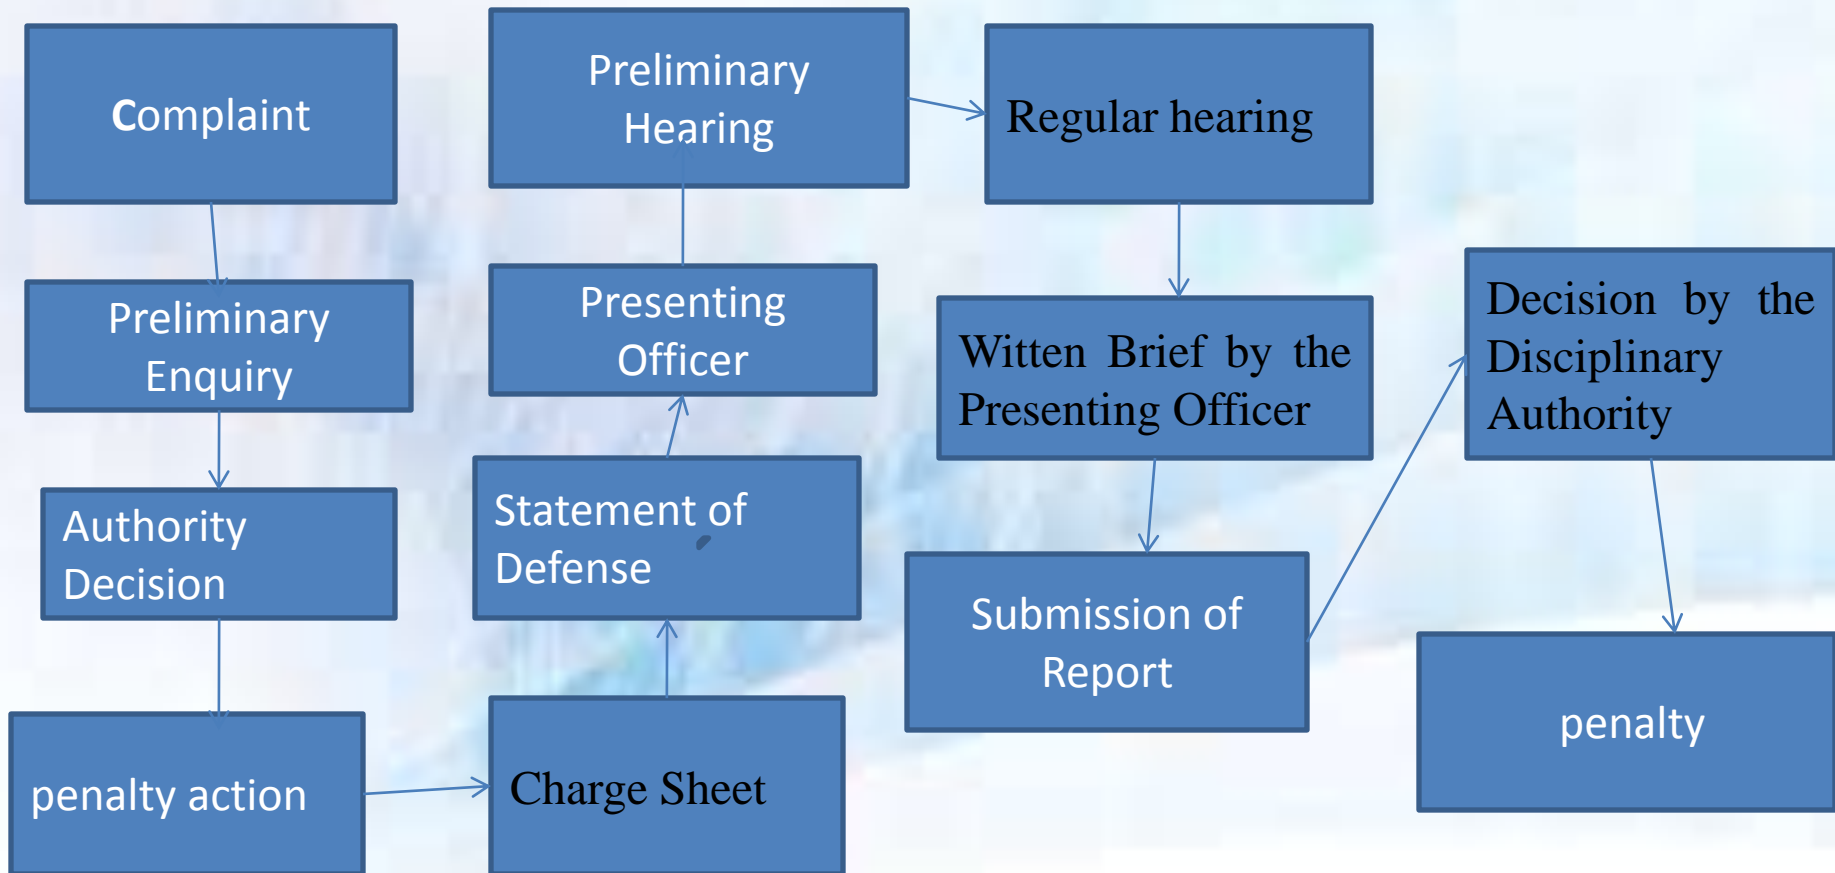 Complaint
Preliminary
Enquiry
Authority
Decision
penalty action
Charge Sheet
Statement of
Defense
Presenting
Officer
Preliminary
Hearing
Regular hearing
Witten Brief by the
Presenting Officer
Submission of
Report
Decision by the
Disciplinary
Authority
penalty